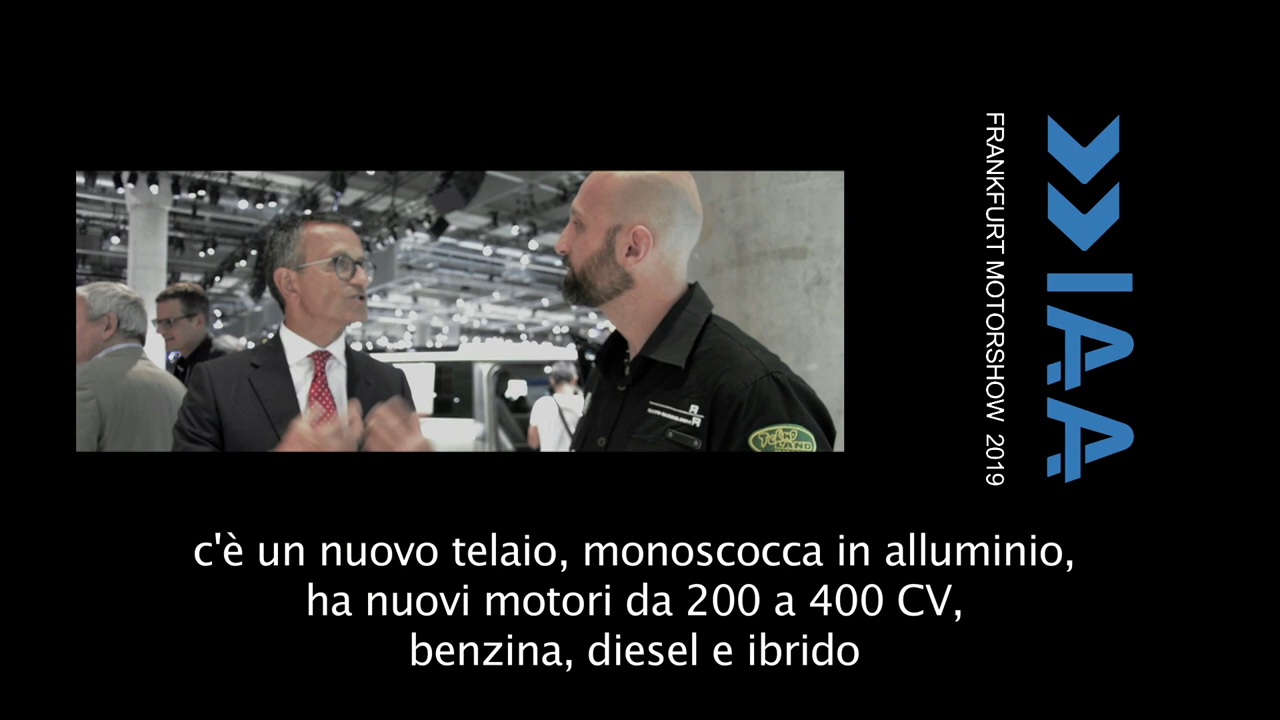 IAA
FRANKFURT MOTORSHOW 2019
c'è un nuovo telaio, monoscocca in alluminio,
ha nuovi motori da 200 a 400 CV,
benzina, diesel e ibrido